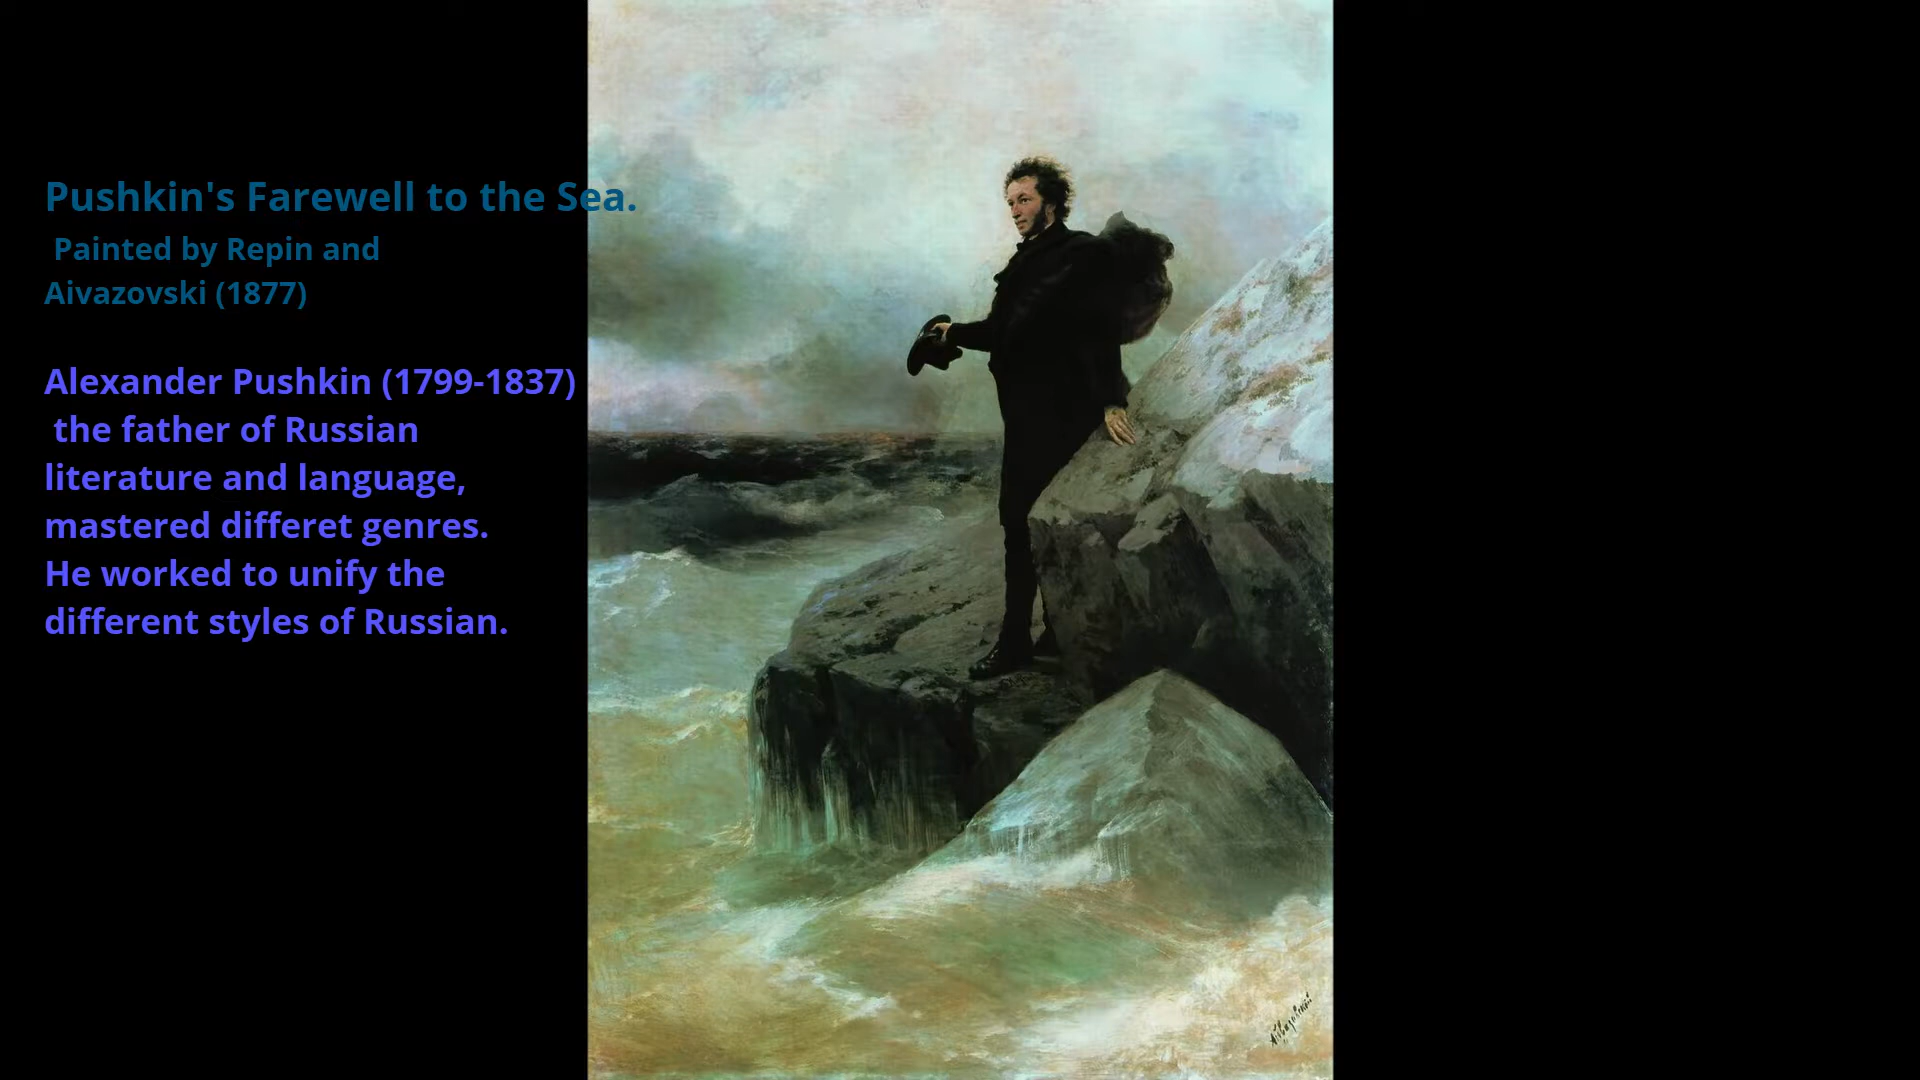 Pushkin's Farewell to the Sea.
Painted by Repin and
Aivazovski (1877)
Alexander Pushkin (1799-1837)
the father of Russian
literature and language,
mastered differet genres.
He worked to unify the
different styles of Russian.